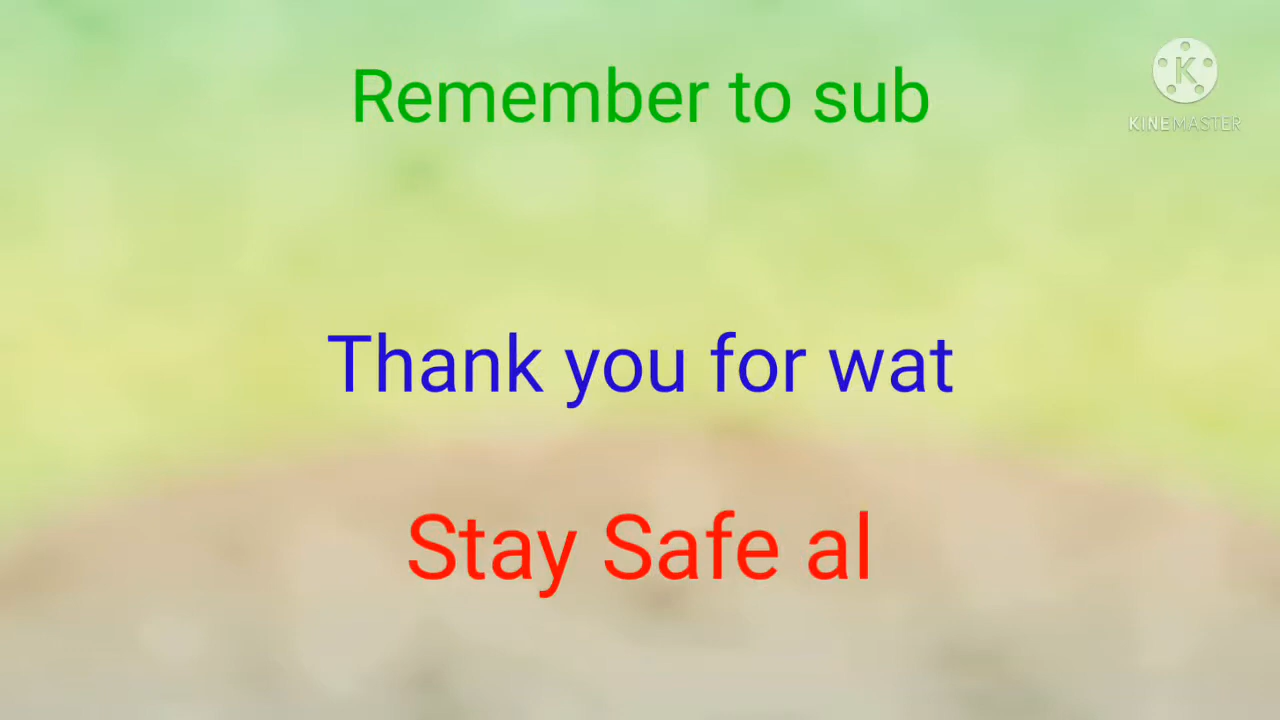 Remember to sub
K
KINEMASTER
Thank you for wat
Stay Safe al